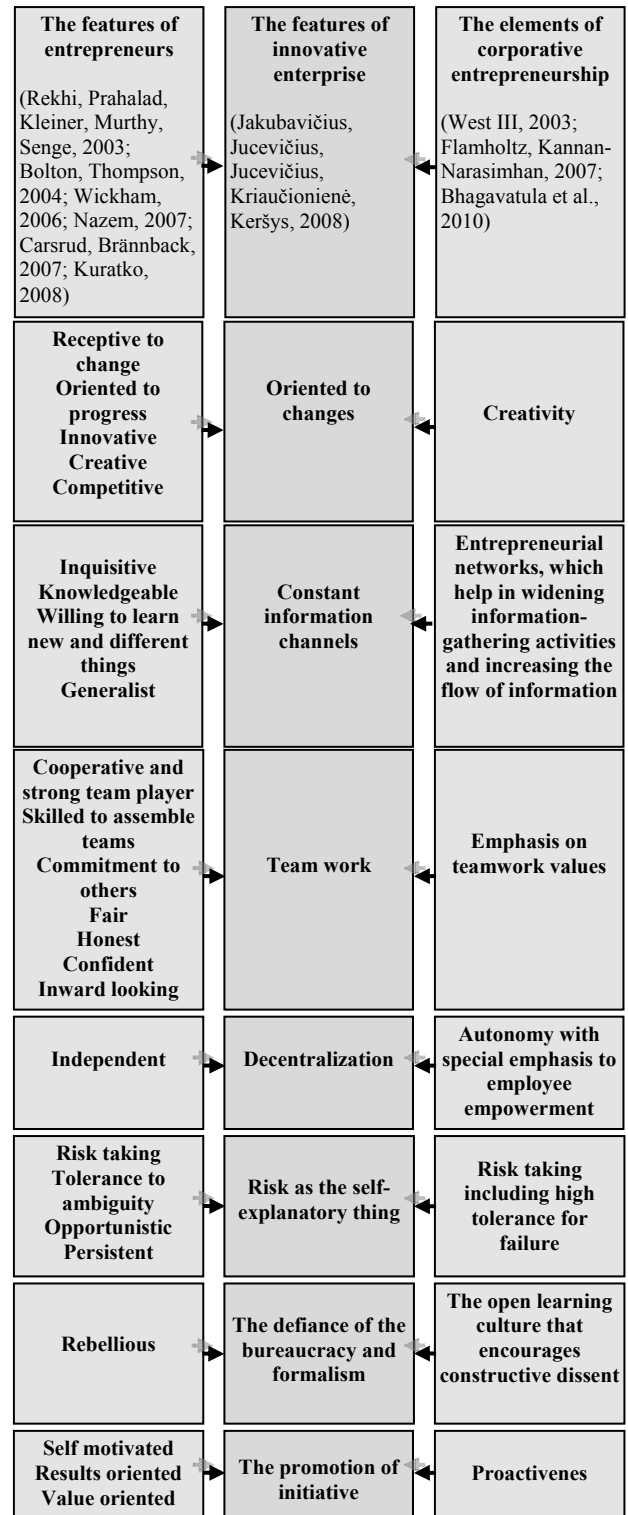 The features of
entrepreneurs
(Rekhi, Prahalad,
Kleiner, Murthy,
Senge, 2003;
Bolton, Thompson,
2004; Wickham,
2006; Nazem, 2007;
Carsrud, Brännback,
2007; Kuratko,
2008)
The features of
innovative
enterprise
(Jakubavičius,
Jucevičius,
Jucevičius,
Kriaučionienė,
Keršys, 2008)
The elements of
corporative
entrepreneurship
(West III, 2003;
Flamholtz, Kannan-
Narasimhan, 2007;
Bhagavatula et al.,
2010)
Receptive to
change
Oriented to
progress
Innovative
Creative
Competitive
Oriented to
changes
Creativity
Inquisitive
Knowledgeable
Willing to learn
new and different
things
Generalist
Constant
information
channels
Entrepreneurial
networks, which
help in widening
information-
gathering activities
and increasing the
flow of information
Cooperative and
strong team player
Skilled to assemble
teams
Commitment to
others
Fair
Honest
Confident
Inward looking
Team work
Emphasis on
teamwork values
Independent
Decentralization
Autonomy with
special emphasis to
employee
empowerment
Risk taking
Tolerance to
ambiguity
Opportunistic
Persistent
Risk as the self-
explanatory thing
Risk taking
including high
tolerance for
failure
Rebellious
The defiance of the
bureaucracy and
formalism
The open learning
culture that
encourages
constructive dissent
Self motivated
Results oriented
Value oriented
The promotion of
initiative
Proactivenes